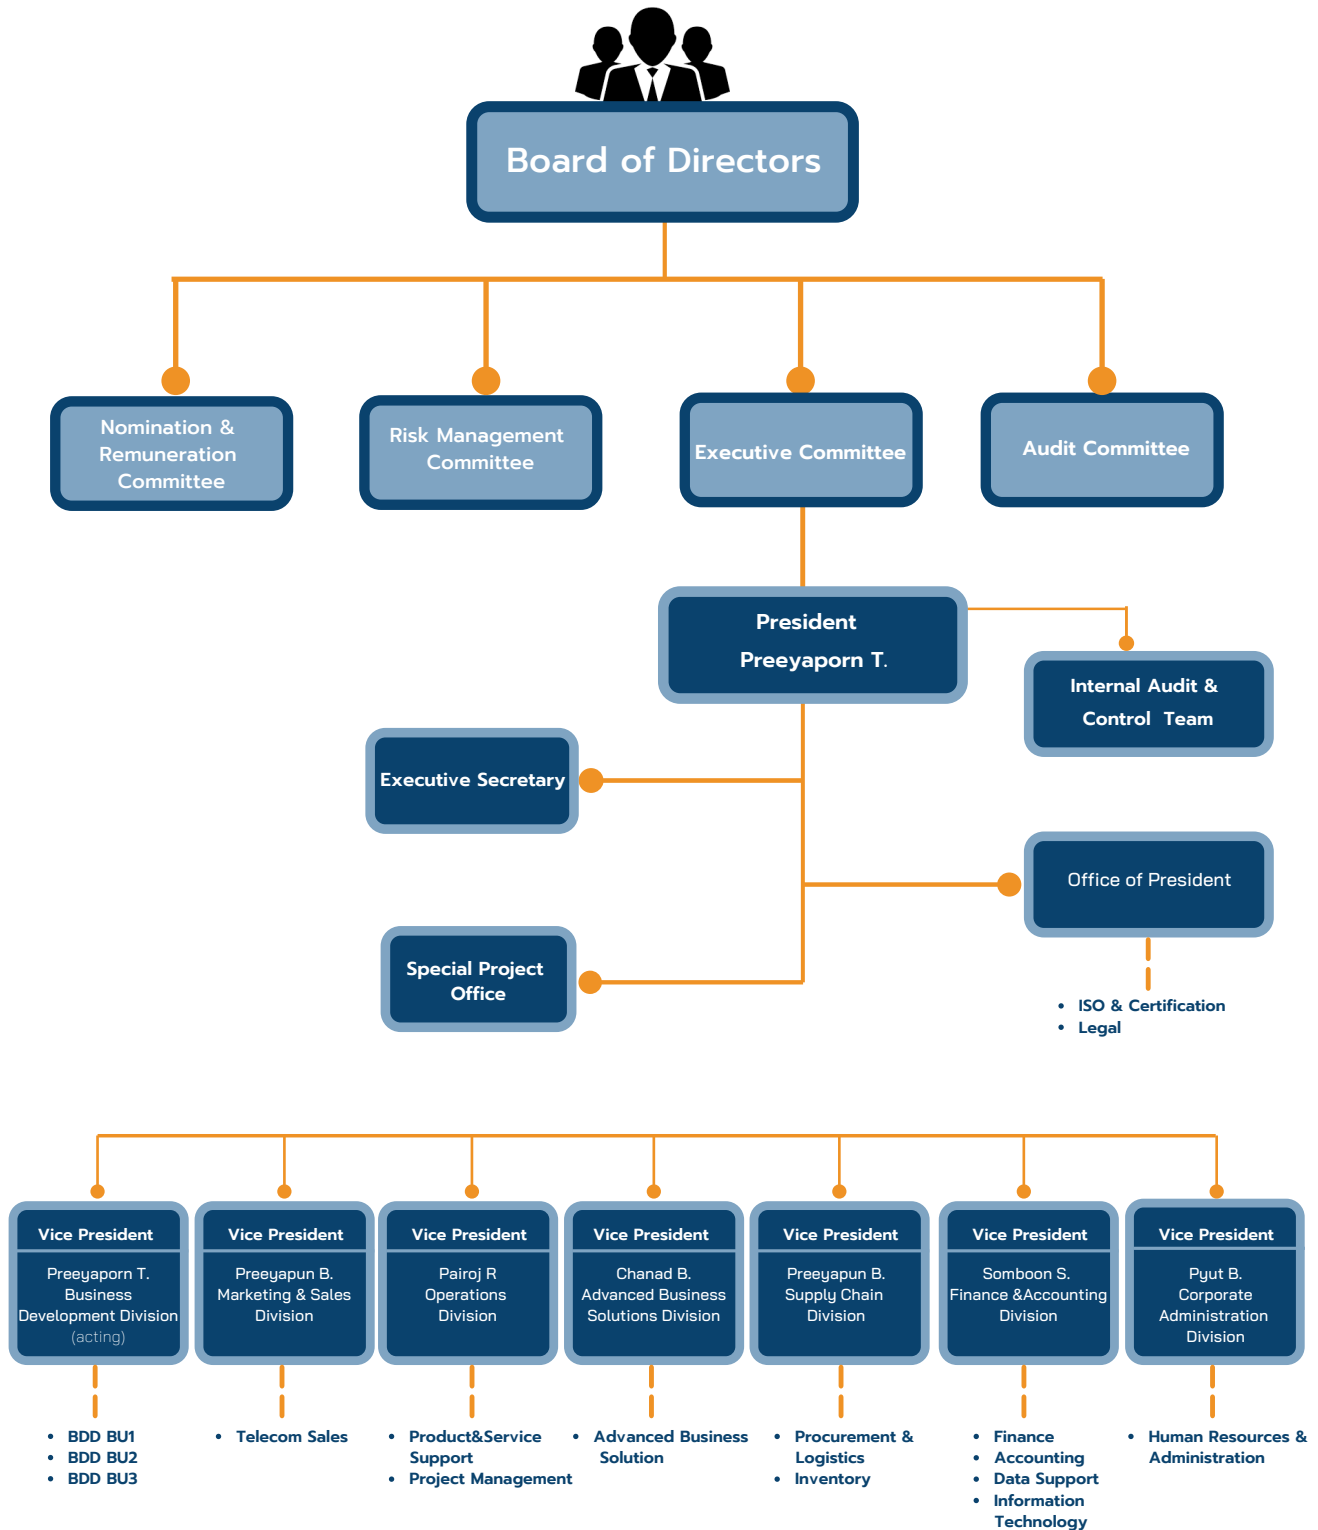 Board of Directors
Nomination &
Remuneration
Committee
Risk Management
Committee
Executive Committee
Audit Committee
President
Preeyaporn T.
Internal Audit &
Control Team
Executive Secretary
Office of President
Special Project
Office
• ISO & Certification
• Legal
Vice President
Preeyaporn T.
Business
Development Division
(acting)
Vice President
Preeyapun B.
Marketing & Sales
Division
Vice President
Pairoj R
Operations
Division
Vice President
Chanad B.
Advanced Business
Solutions Division
Vice President
Preeyapun B.
Supply Chain
Division
Vice President
Somboon S.
Finance &Accounting
Division
Vice President
Pyut B.
Corporate
Administration
Division
• BDD BU1
• BDD BU2
• BDD BU3
• Telecom Sales
• Product&Service
Support
• Project Management
• Advanced Business
Solution
• Procurement &
Logistics
• Inventory
• Finance
• Accounting
• Data Support
• Information
Technology
• Human Resources &
Administration